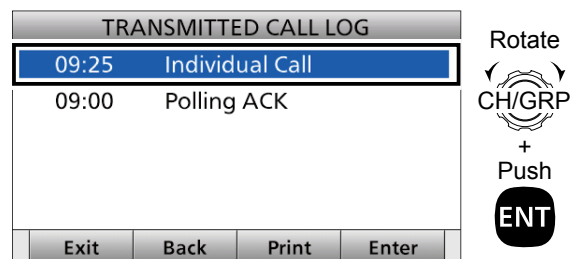 TRANSMITTED CALL LOG
09:25 Individual Call
09:00 Polling ACK
Exit Back Print Enter
Rotate
CH/GRP
+
Push
ENT